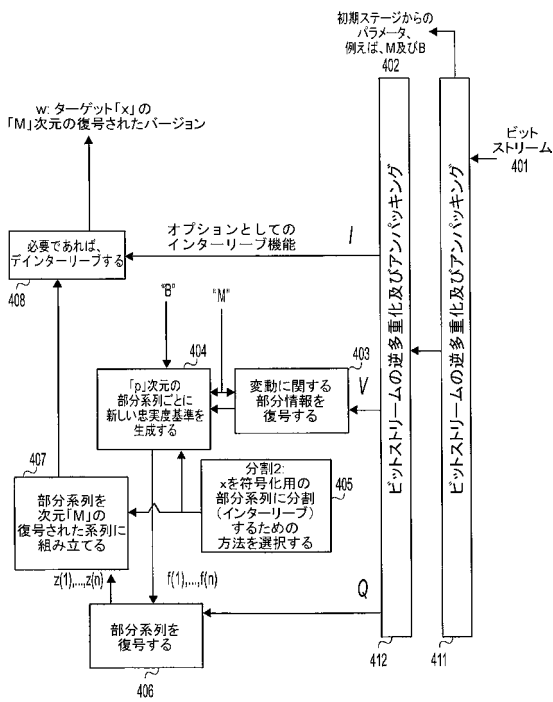 初期ステージからの
パラメータ、
例えば、M及びB
402
w: ターゲット「x」の
「M」次元の復号されたバージョン
ビット
ストリーム
401
ビットストリームの逆多重化及びアンパッキング
412
ビットストリームの逆多重化及びアンパッキング
411
オプションとしての
インターリーブ機能
I
必要であれば、
デインターリーブする
408
"B"
"M"
404
「p」次元の
部分系列ごとに
新しい忠実度基準を
生成する
403
変動に関する
部分情報を
復号する
V
407
部分系列を
次元「M」の
復号された系列に
組み立てる
分割2:
xを符号化用の
部分系列に分割
(インターリーブ)
するための
方法を選択する
405
z(1),...,z(n)
f(1),...,f(n)
Q
部分系列を
復号する
406